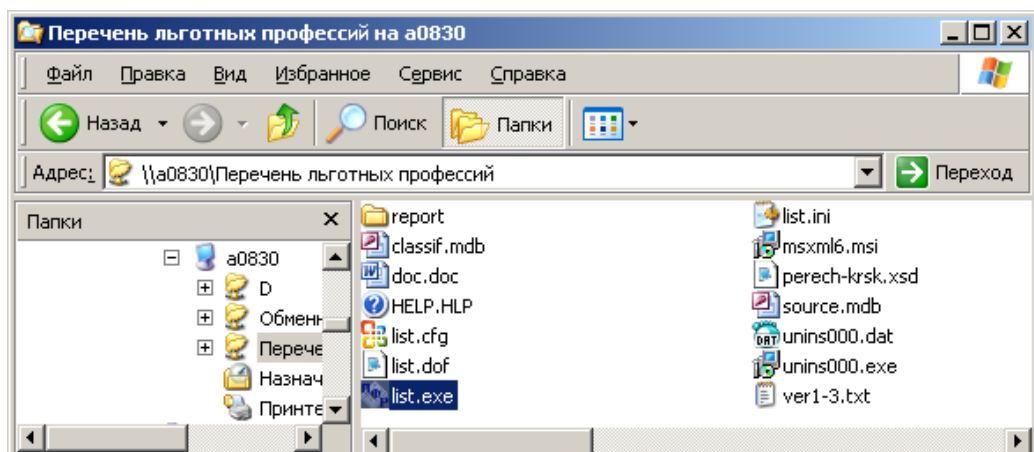 Перечень льготных профессий на a0830
Файл Правка Вид Избранное Сервис Справка
Назад Поиск Папки
Адрес: \\a0830\Перечень льготных профессий Переход
Папки
a0830
D
Обменн
Перече
Назнач
Принте
report
classif.mdb
doc.doc
HELP.HLP
list.cfg
list.dof
list.exe
list.ini
msxml6.msi
perech-krsk.xsd
source.mdb
unins000.dat
unins000.exe
ver1-3.txt